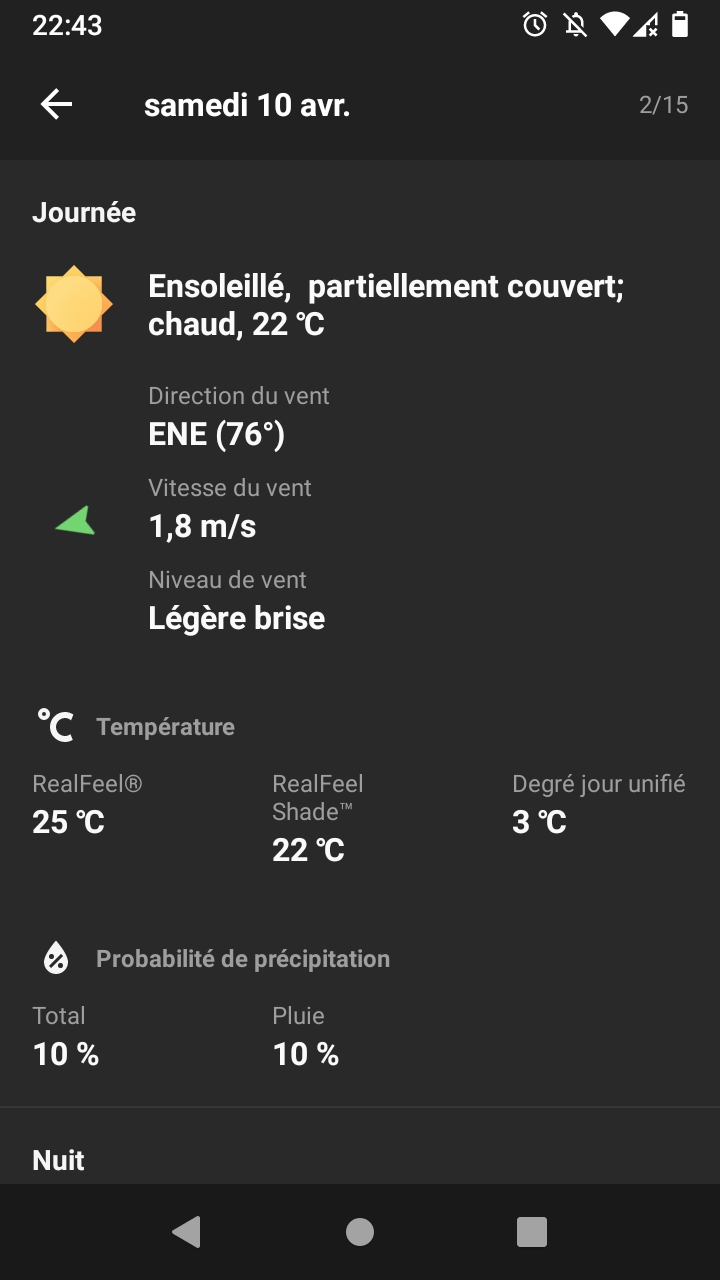 22:43
samedi 10 avr.
2/15
Journée
Ensoleillé,  partiellement couvert;
chaud, 22 ℃
Direction du vent
ENE (76°)
Vitesse du vent
1,8 m/s
Niveau de vent
Légère brise
℃ Température
RealFeel®
25 ℃
RealFeel
Shade™
22 ℃
Degré jour unifié
3 ℃
Probabilité de précipitation
Total
10 %
Pluie
10 %
Nuit